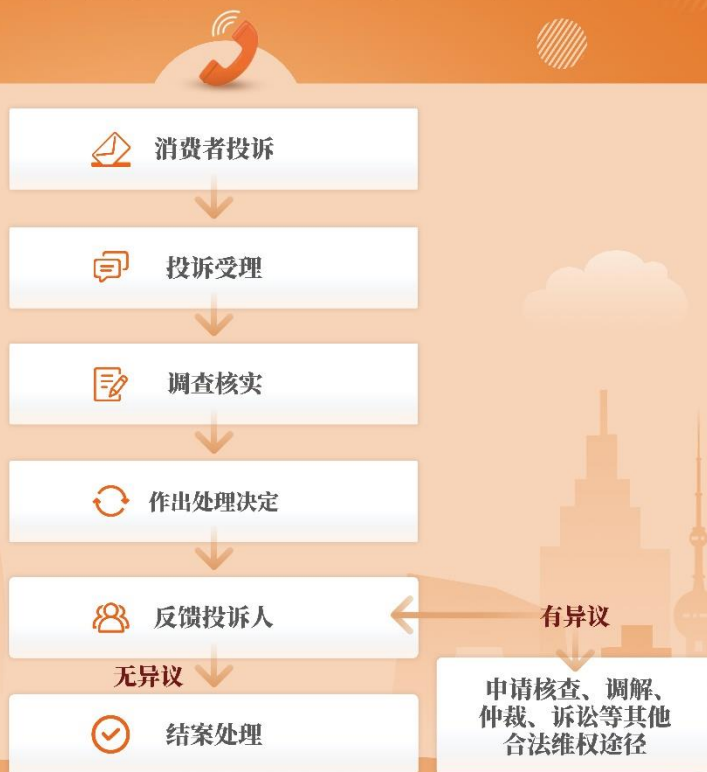 消费者投诉
投诉受理
调查核实
作出处理决定
反馈投诉人
有异议
无异议
申请核查、调解、
仲裁、诉讼等其他
合法维权途径
结案处理